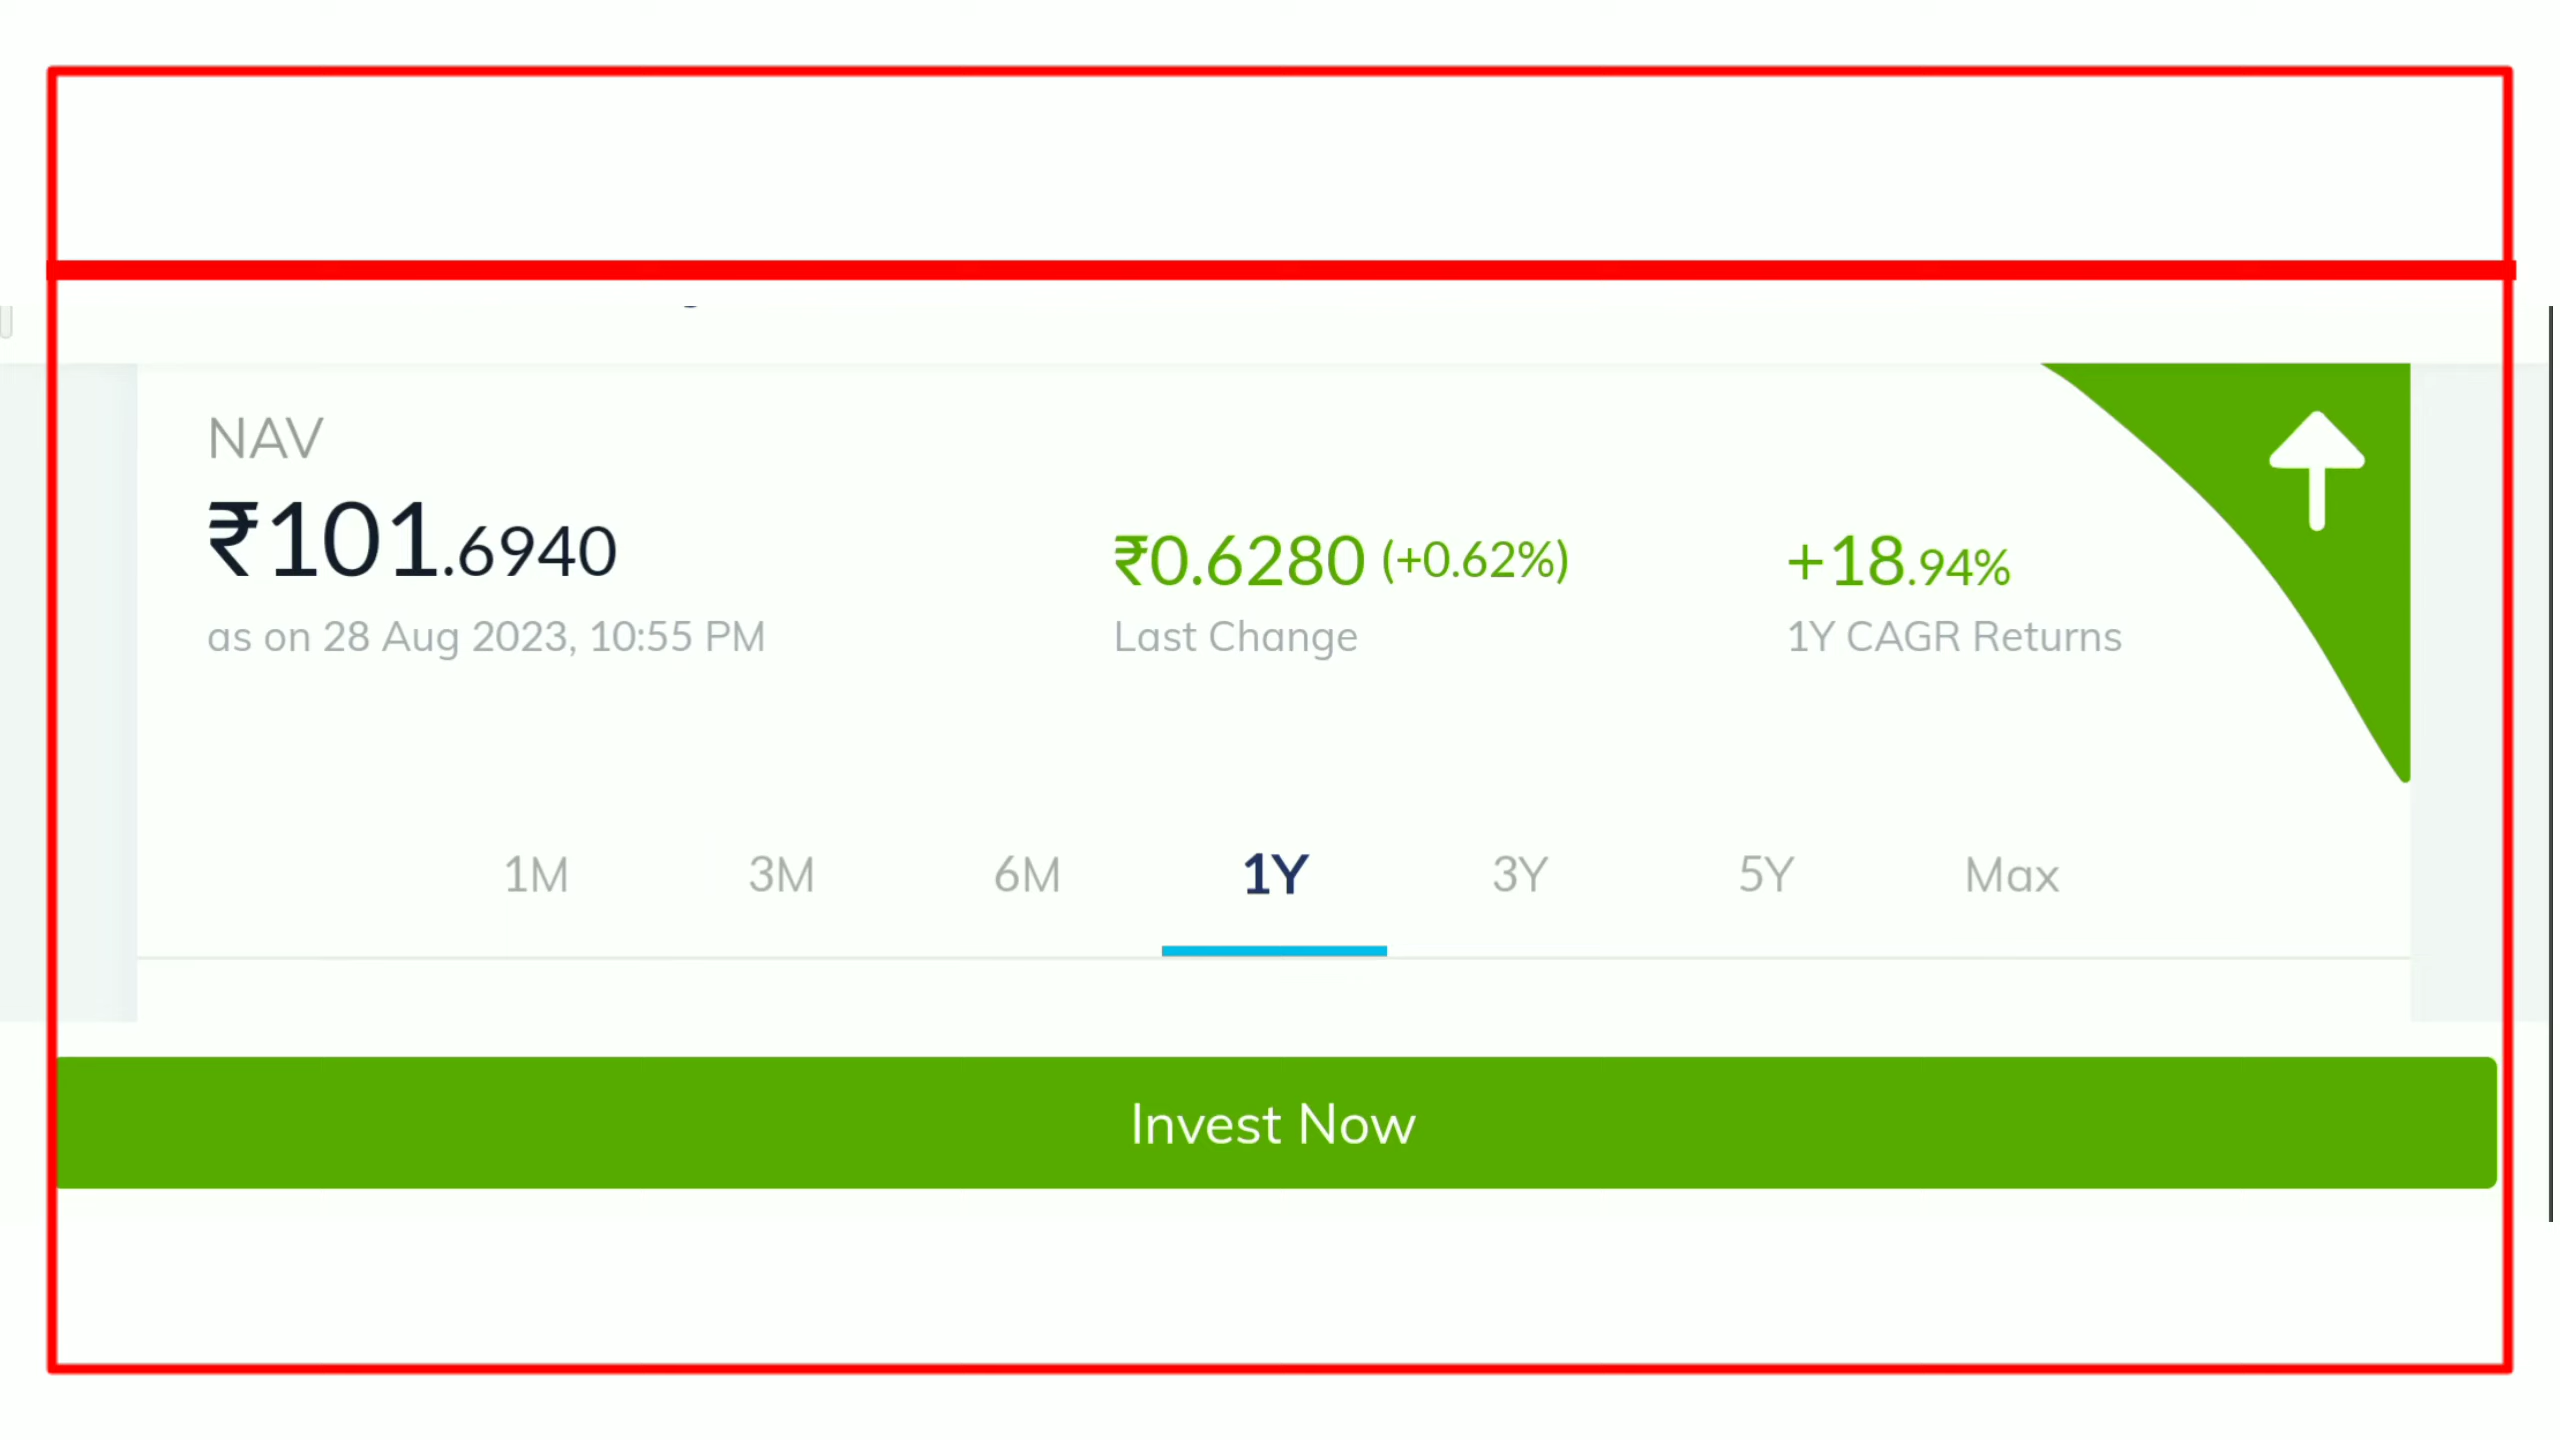 NAV
₹101.6940
₹0.6280 (+0.62%)
+18.94%
as on 28 Aug 2023, 10:55 PM
Last Change
1Y CAGR Returns
1M 3M 6M 1Y 3Y 5Y Max
Invest Now